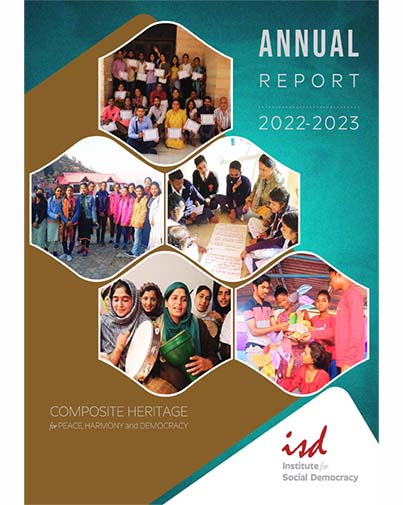 ANNUAL
REPORT
2022-2023
COMPOSITE HERITAGE
for PEACE, HARMONY and DEMOCRACY
isd
Institute for
Social Democracy